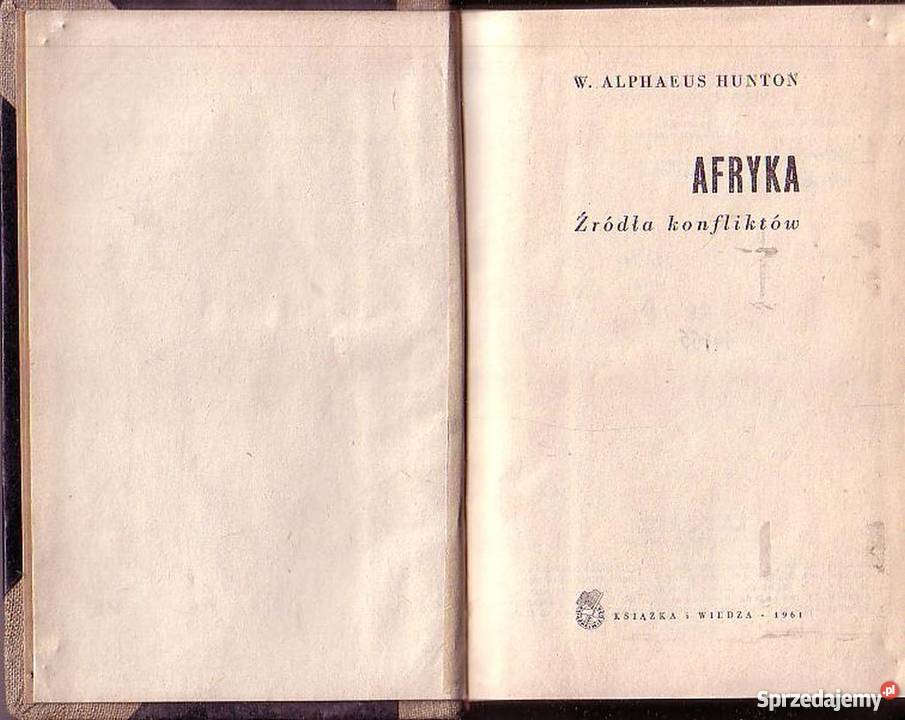 W. ALPHAEUS HUNTON
AFRYKA
Źródła konfliktów
KSIĄŻKA i WIEDZA - 1961
Sprzedajemy.pl